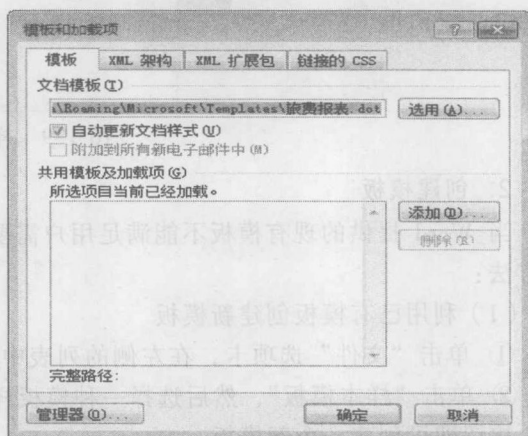 模板和加载项
模板 XML 架构 XML 扩展包 链接的 CSS
文档模板(T)
\Roaming\Microsoft\Templates\旅费报表.dot 选用(A)...
自动更新文档样式(U)
附加到所有新电子邮件中(M)
共用模板及加载项(G)
所选项目当前已经加载。
添加(D)...
删除(R)
完整路径:
管理器(O)... 确定 取消